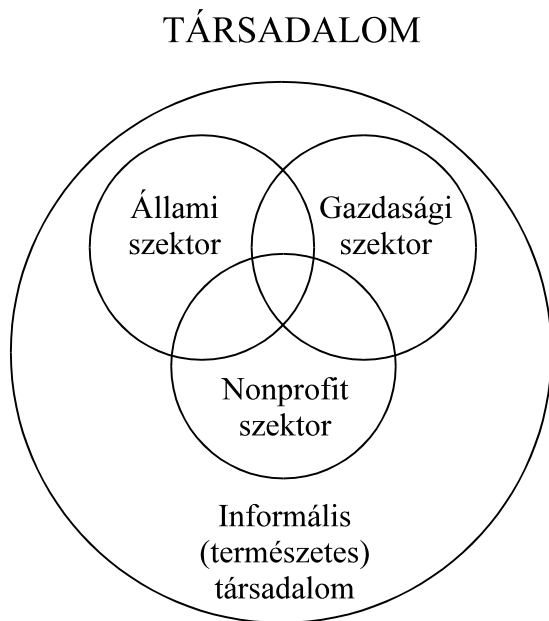 TÁRSADALOM
Állami
szektor
Gazdasági
szektor
Nonprofit
szektor
Informális
(természetes)
társadalom